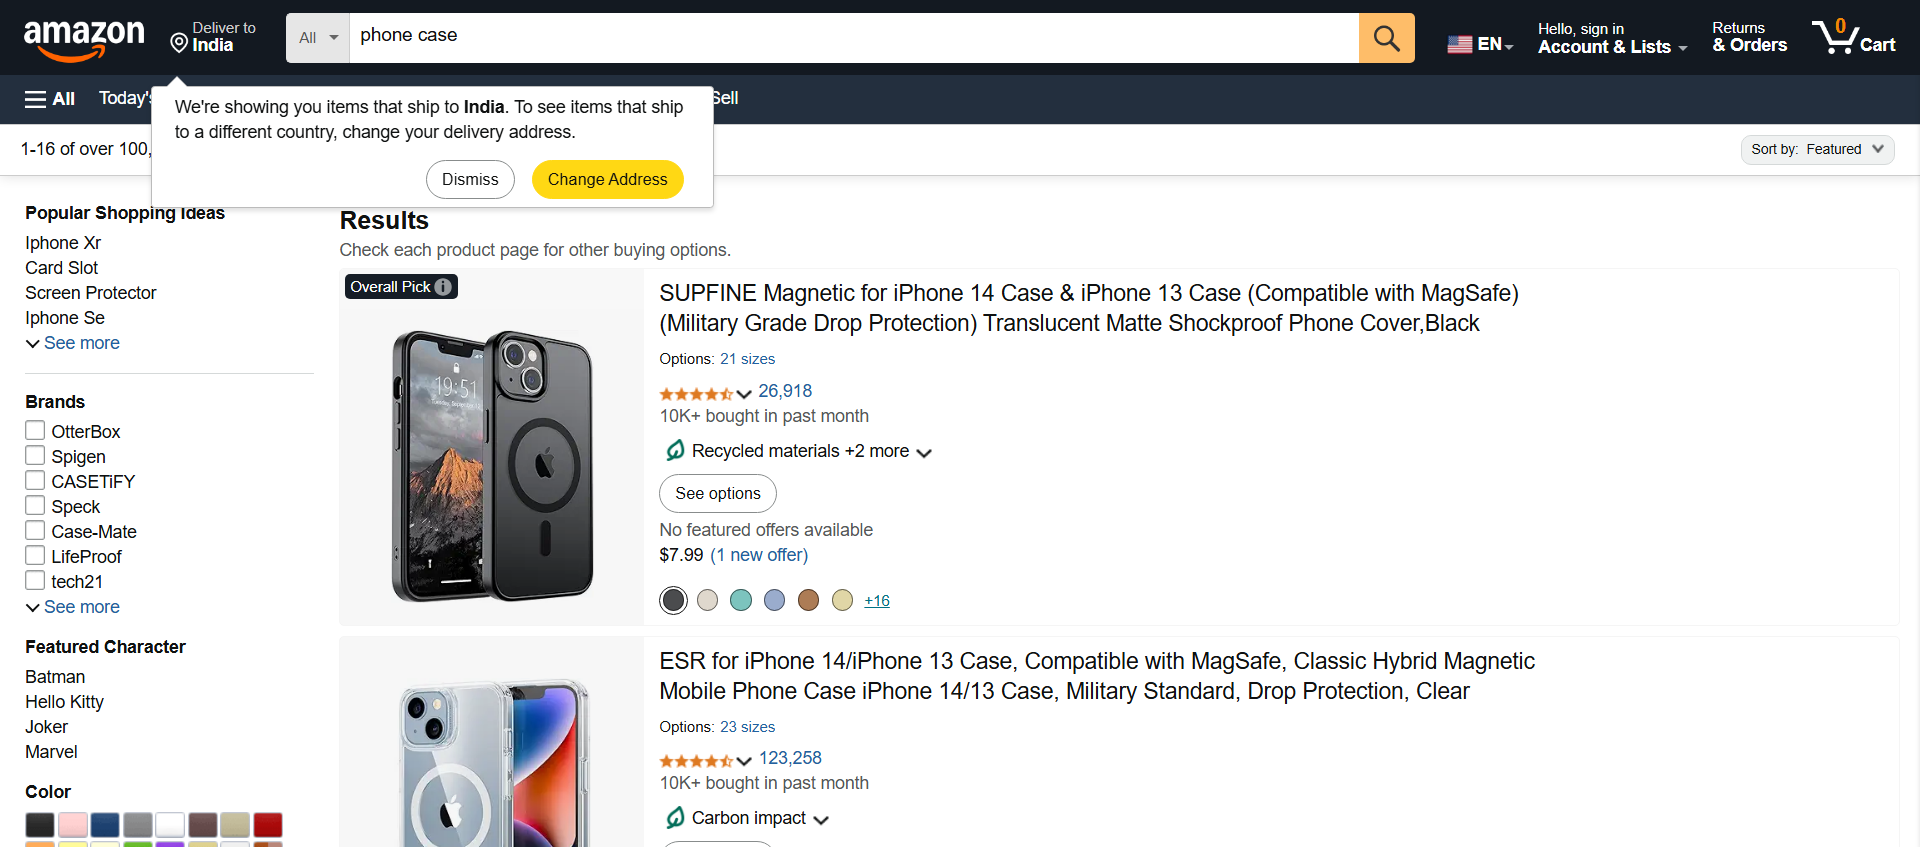 amazon
Deliver to
India
All
phone case
EN
Hello, sign in
Account & Lists
Returns
& Orders
0
Cart
All
Today's
Sell
We're showing you items that ship to India. To see items that ship
to a different country, change your delivery address.
Dismiss
Change Address
1-16 of over 100,
Sort by: Featured
Popular Shopping Ideas
Iphone Xr
Card Slot
Screen Protector
Iphone Se
See more
Brands
OtterBox
Spigen
CASETiFY
Speck
Case-Mate
LifeProof
tech21
See more
Featured Character
Batman
Hello Kitty
Joker
Marvel
Color
Results
Check each product page for other buying options.
Overall Pick
19:51
SUPFINE Magnetic for iPhone 14 Case & iPhone 13 Case (Compatible with MagSafe)
(Military Grade Drop Protection) Translucent Matte Shockproof Phone Cover,Black
Options: 21 sizes
26,918
10K+ bought in past month
Recycled materials +2 more
See options
No featured offers available
$7.99 (1 new offer)
+16
ESR for iPhone 14/iPhone 13 Case, Compatible with MagSafe, Classic Hybrid Magnetic
Mobile Phone Case iPhone 14/13 Case, Military Standard, Drop Protection, Clear
Options: 23 sizes
123,258
10K+ bought in past month
Carbon impact